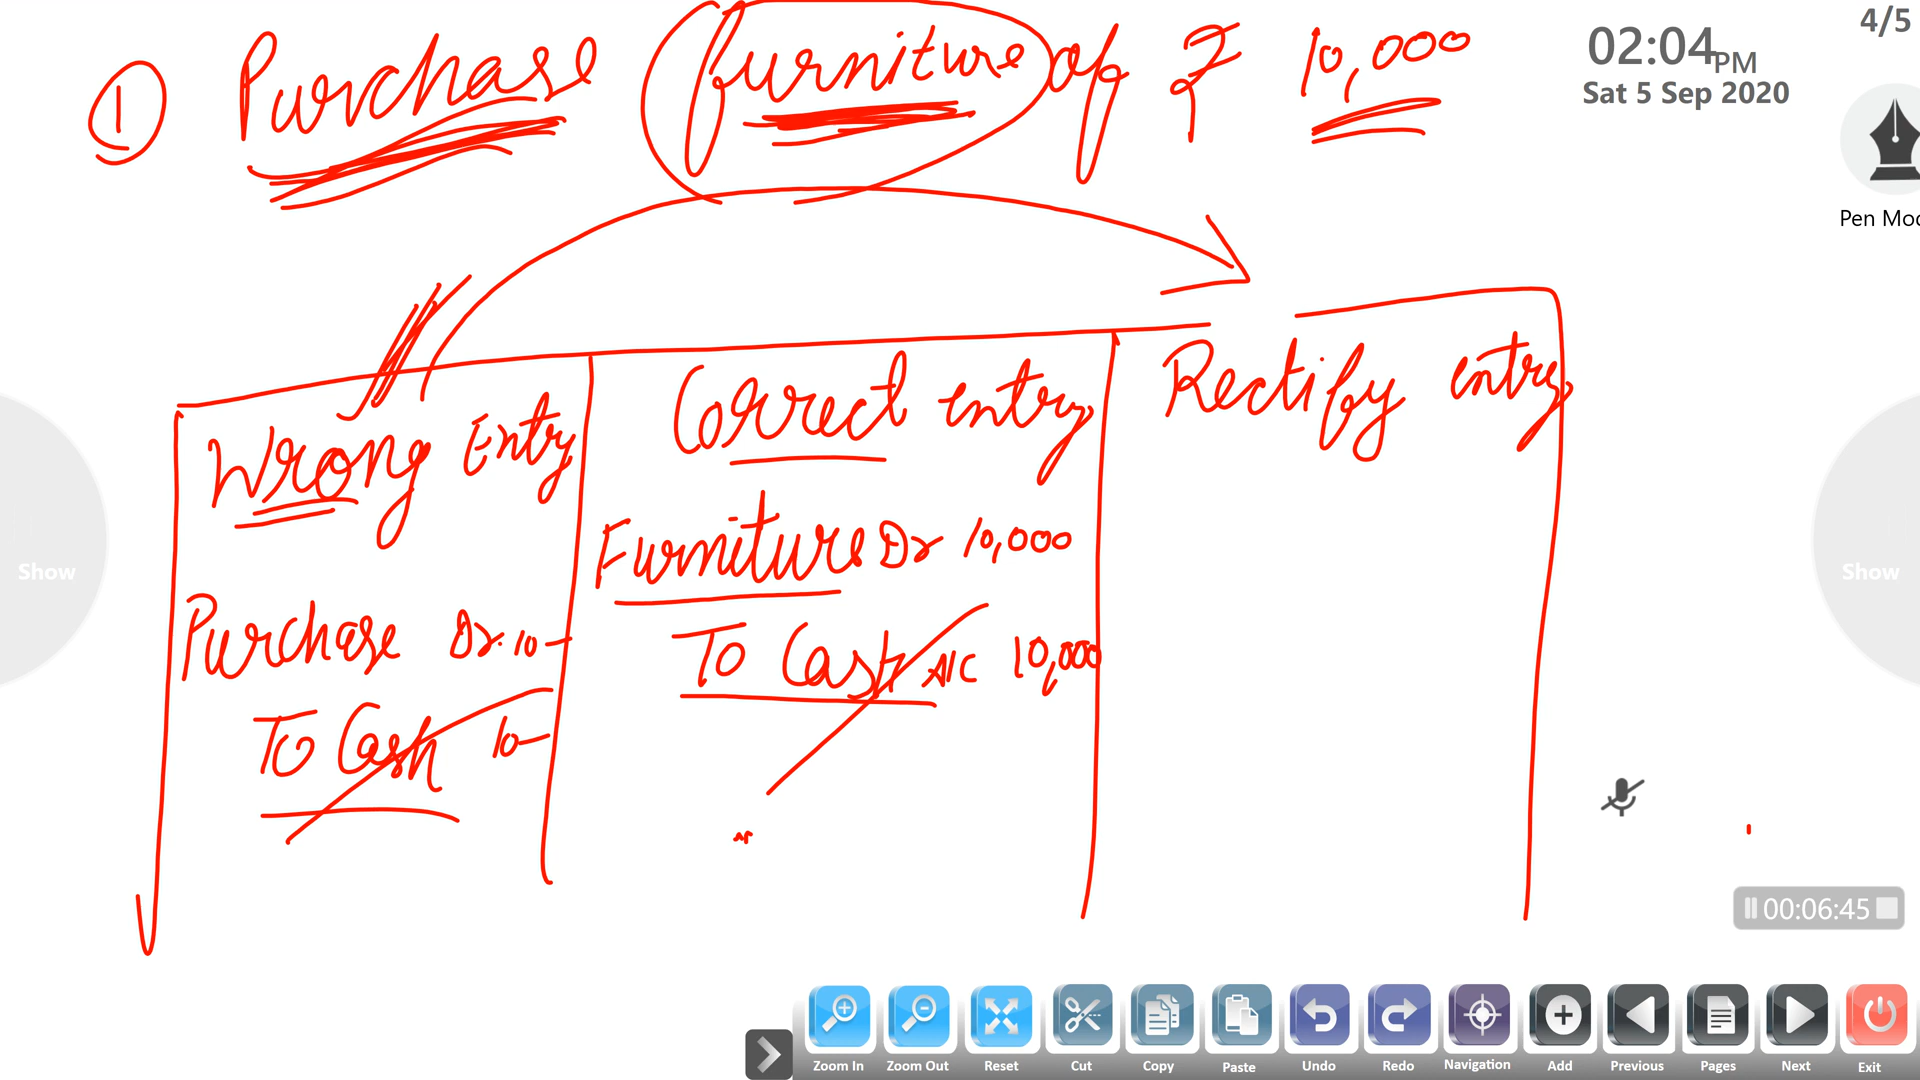 ① Purchase furniture of ₹ 10,000
Wrong Entry
Purchase Dr. 10-
To Cash 10-
Correct entry
Furniture Dr 10,000
To Cash A/C 10,000
Rectify entry
02:04PM
Sat 5 Sep 2020
4/5
Pen Moc
Show
Show
00:06:45
Zoom In
Zoom Out
Reset
Cut
Copy
Paste
Undo
Redo
Navigation
Add
Previous
Pages
Next
Exit